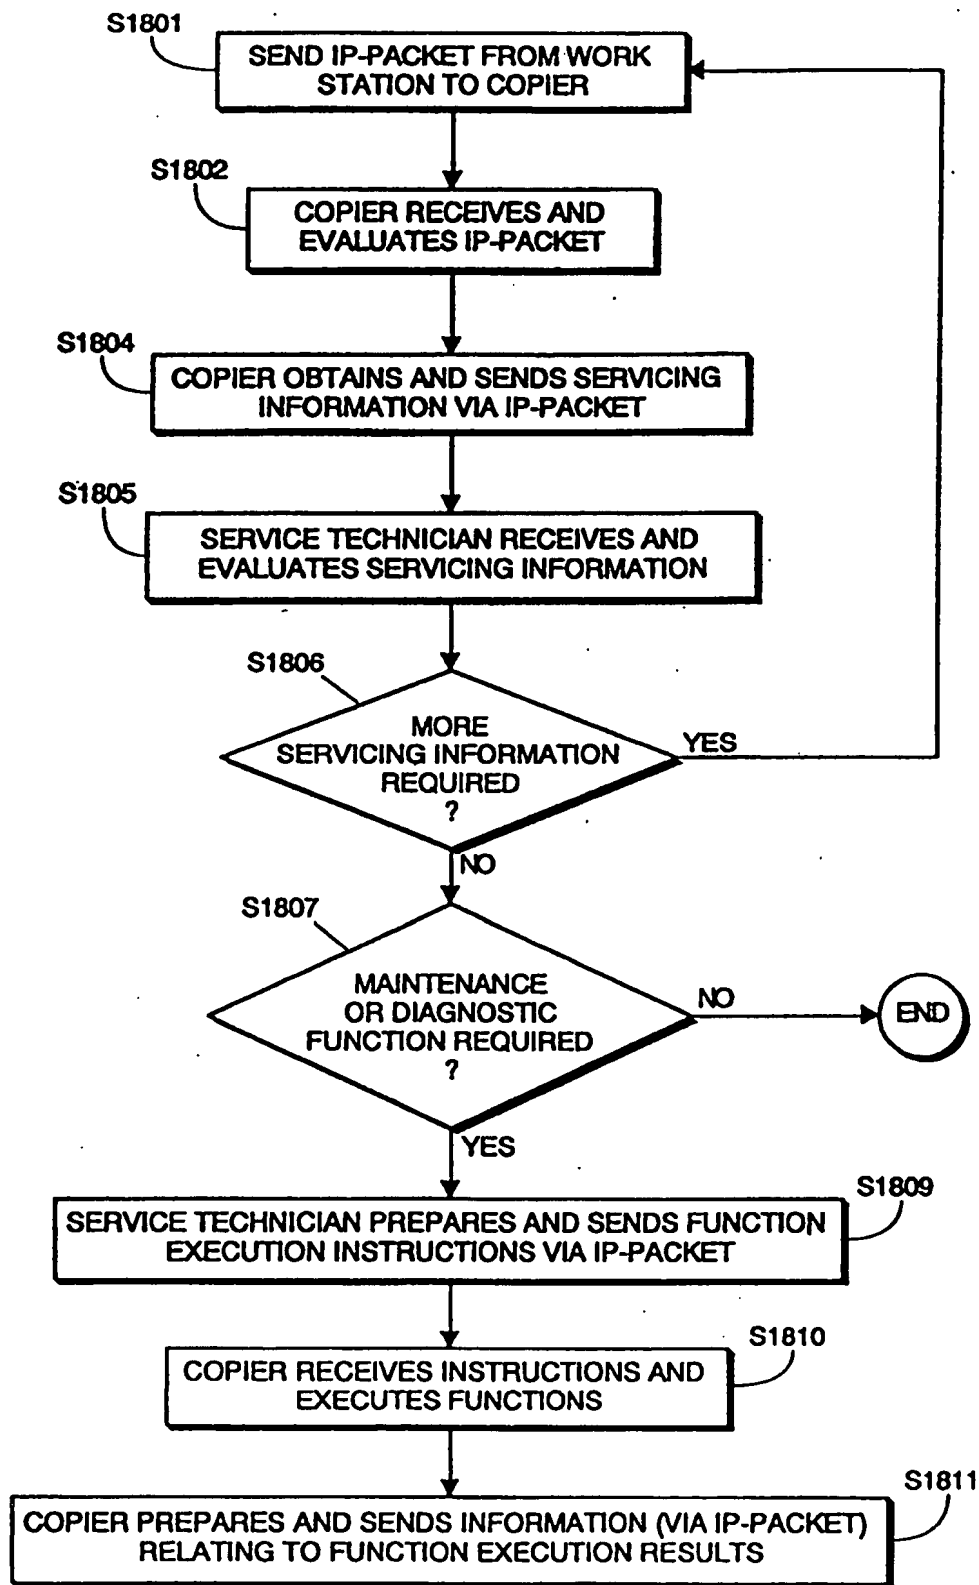 S1801
SEND IP-PACKET FROM WORK
STATION TO COPIER
S1802
COPIER RECEIVES AND
EVALUATES IP-PACKET
S1804
COPIER OBTAINS AND SENDS SERVICING
INFORMATION VIA IP-PACKET
S1805
SERVICE TECHNICIAN RECEIVES AND
EVALUATES SERVICING INFORMATION
S1806
MORE
SERVICING INFORMATION
REQUIRED
?
YES
NO
S1807
MAINTENANCE
OR DIAGNOSTIC
FUNCTION REQUIRED
?
NO
END
YES
S1809
SERVICE TECHNICIAN PREPARES AND SENDS FUNCTION
EXECUTION INSTRUCTIONS VIA IP-PACKET
S1810
COPIER RECEIVES INSTRUCTIONS AND
EXECUTES FUNCTIONS
S1811
COPIER PREPARES AND SENDS INFORMATION (VIA IP-PACKET)
RELATING TO FUNCTION EXECUTION RESULTS